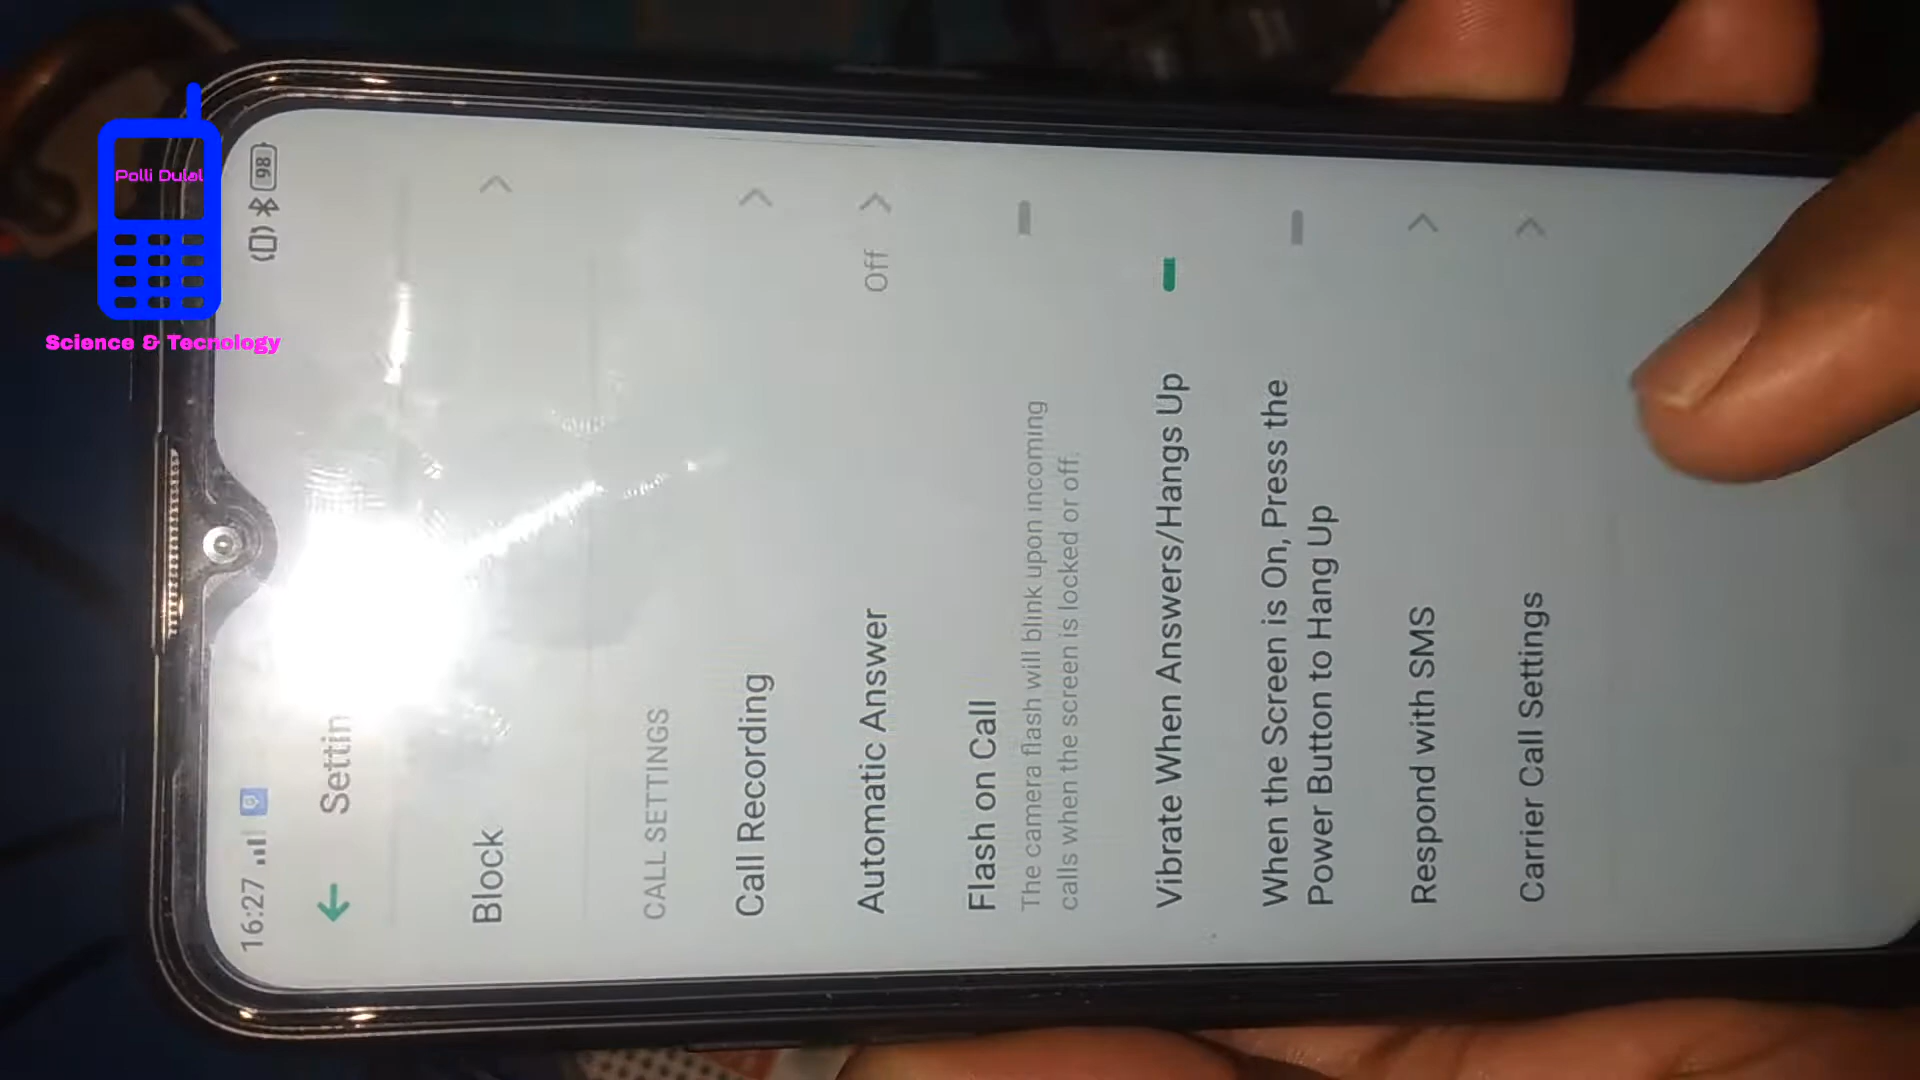 Polli Dulal
Science & Tecnology
16:27
98
Settin
Block
CALL SETTINGS
Call Recording
Automatic Answer
Off
Flash on Call
The camera flash will blink upon incoming
calls when the screen is locked or off.
Vibrate When Answers/Hangs Up
When the Screen is On, Press the
Power Button to Hang Up
Respond with SMS
Carrier Call Settings